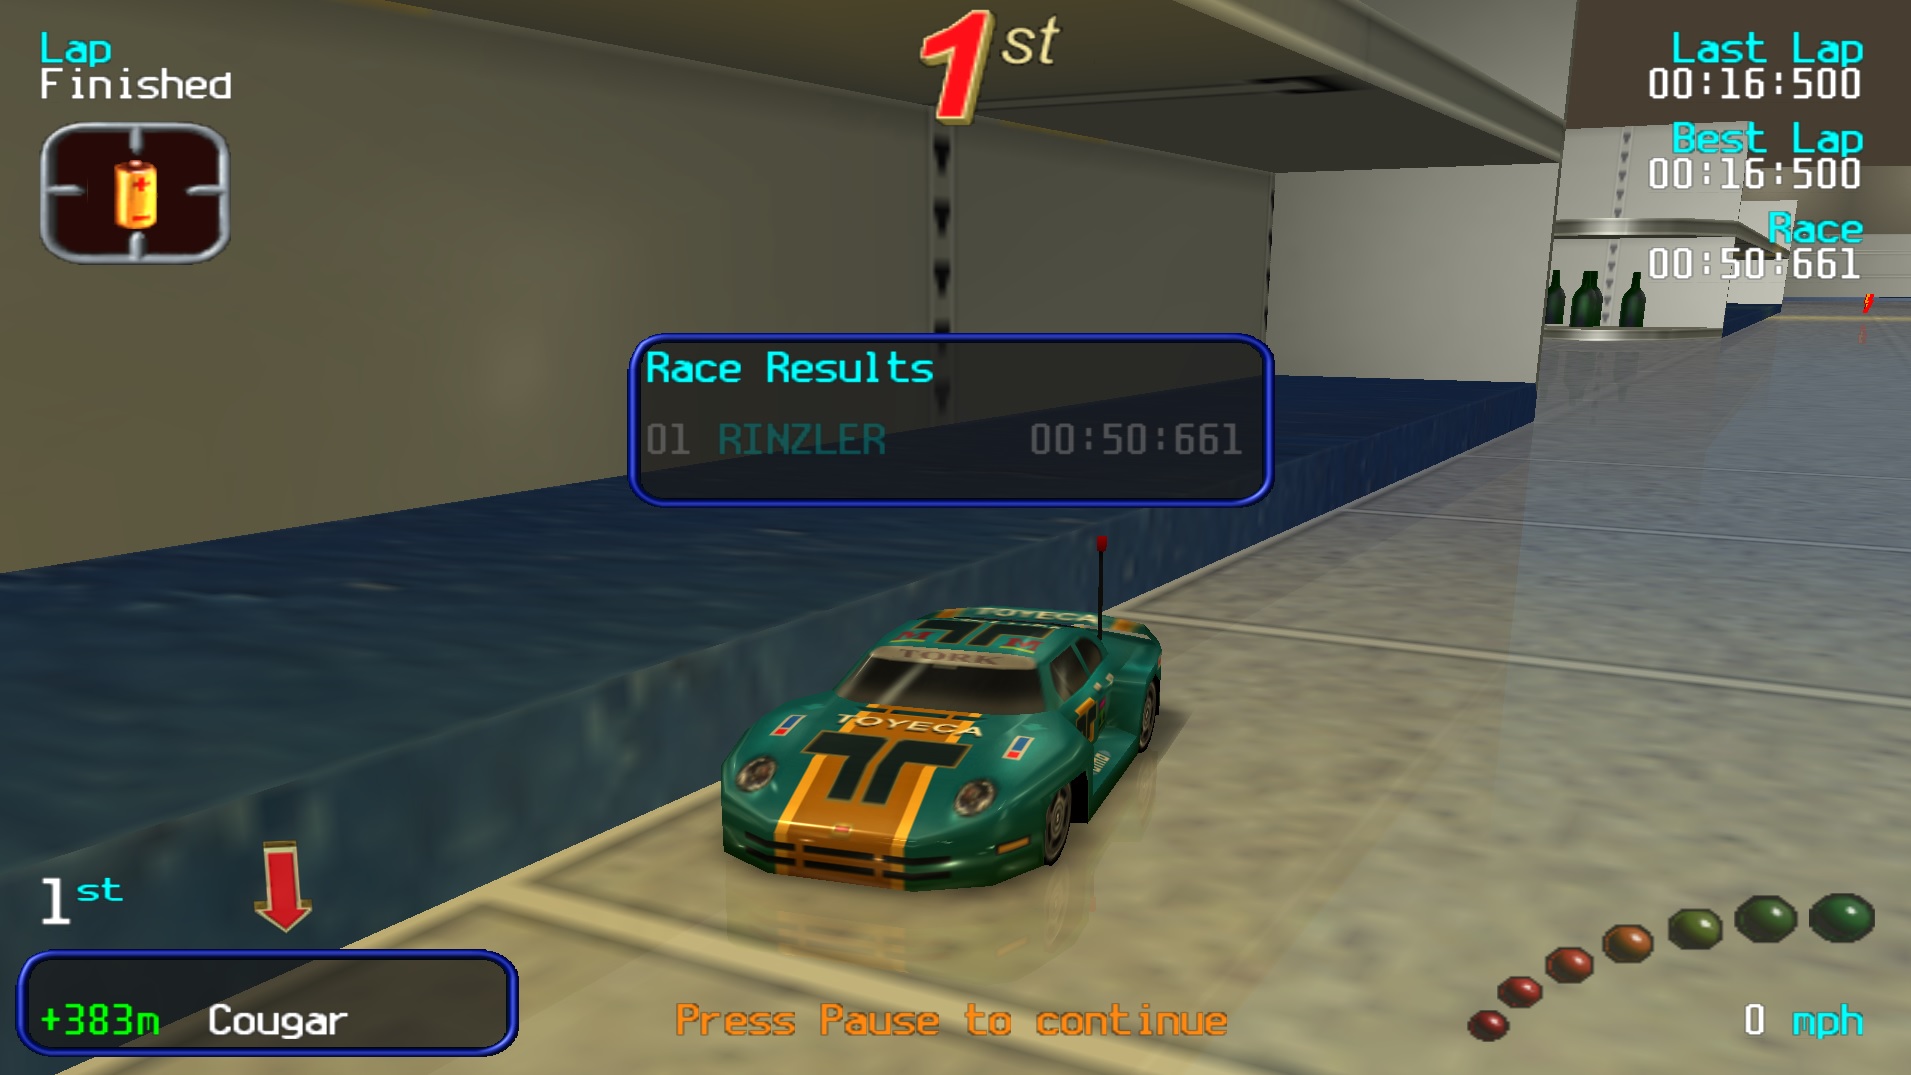 1st
Lap
Finished
Last Lap
00:16:500
Best Lap
00:16:500
Race
00:50:661
Race Results
01 RINZLER 00:50:661
TOYECA
TORK
TOYECA
1st
+383m Cougar
Press Pause to continue
0 mph